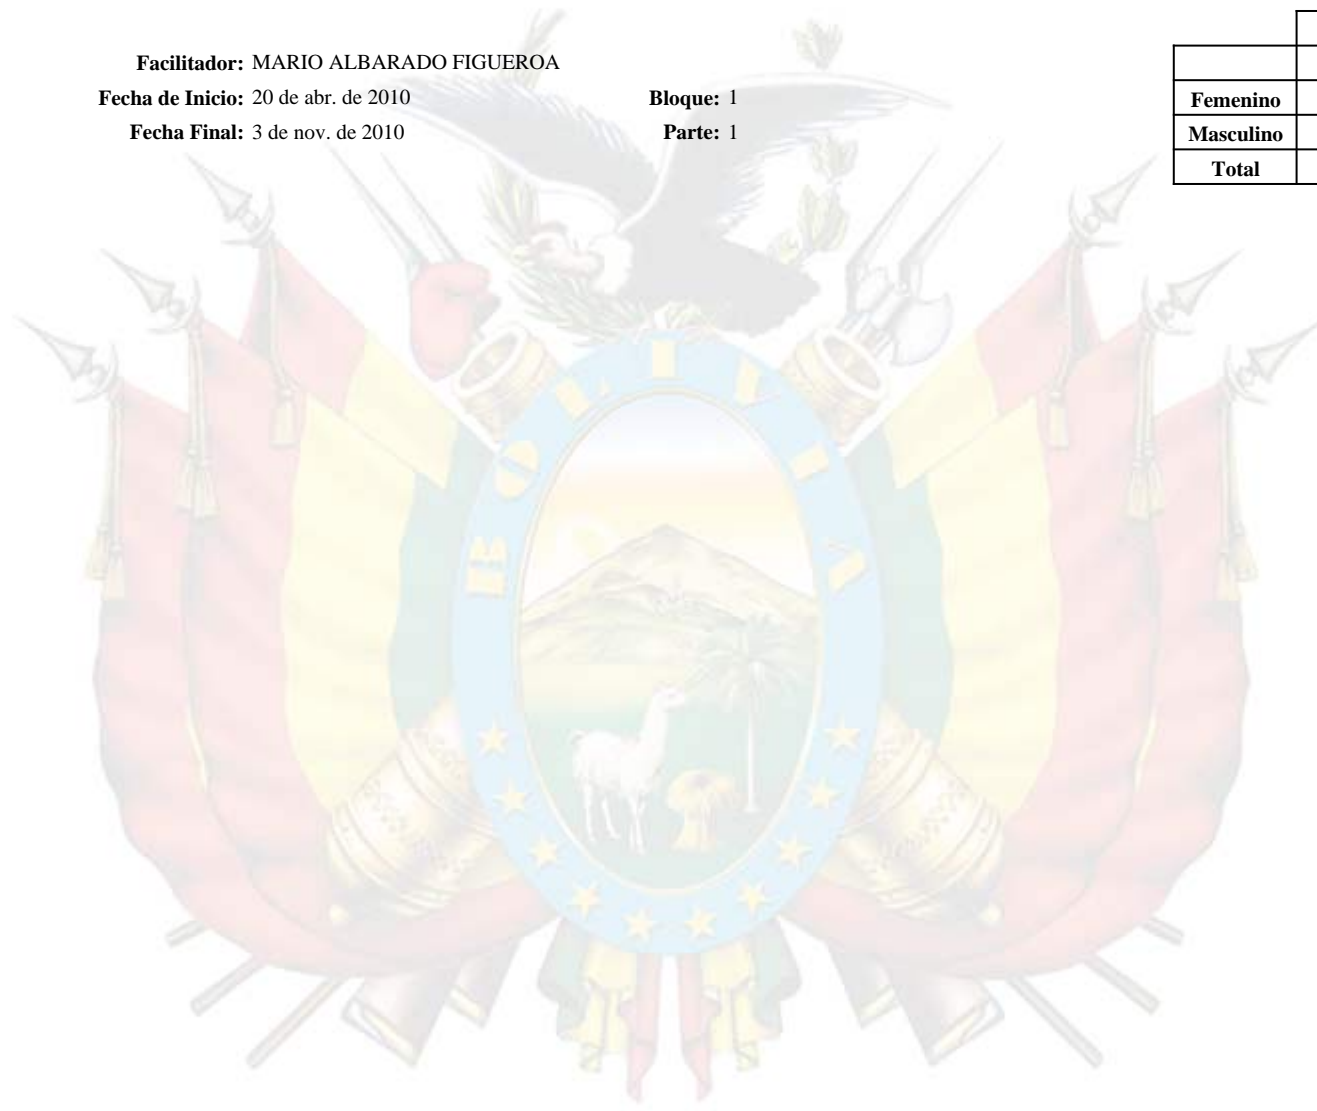 Facilitador: MARIO ALBARADO FIGUEROA
Fecha de Inicio: 20 de abr. de 2010 Bloque: 1
Fecha Final: 3 de nov. de 2010 Parte: 1
Femenino
Masculino
Total
BOLIVIA